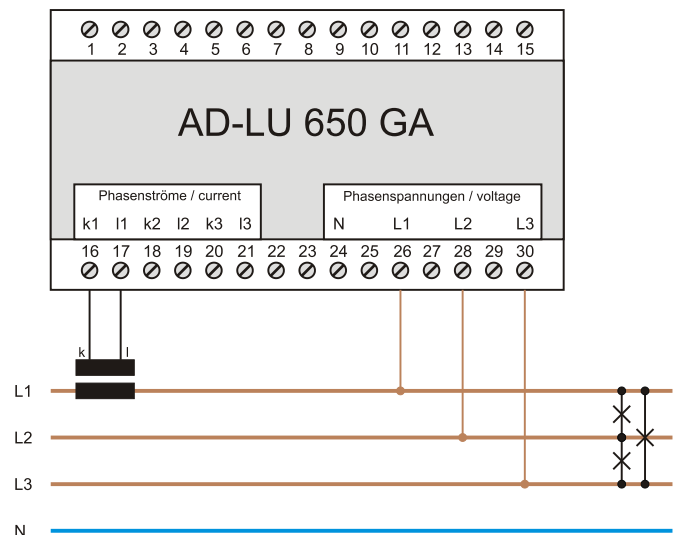 1 2 3 4 5 6 7 8 9 10 11 12 13 14 15
AD-LU 650 GA
Phasenströme / current
k1 l1 k2 l2 k3 l3
Phasenspannungen / voltage
N L1 L2 L3
16 17 18 19 20 21 22 23 24 25 26 27 28 29 30
k l
L1
L2
L3
N